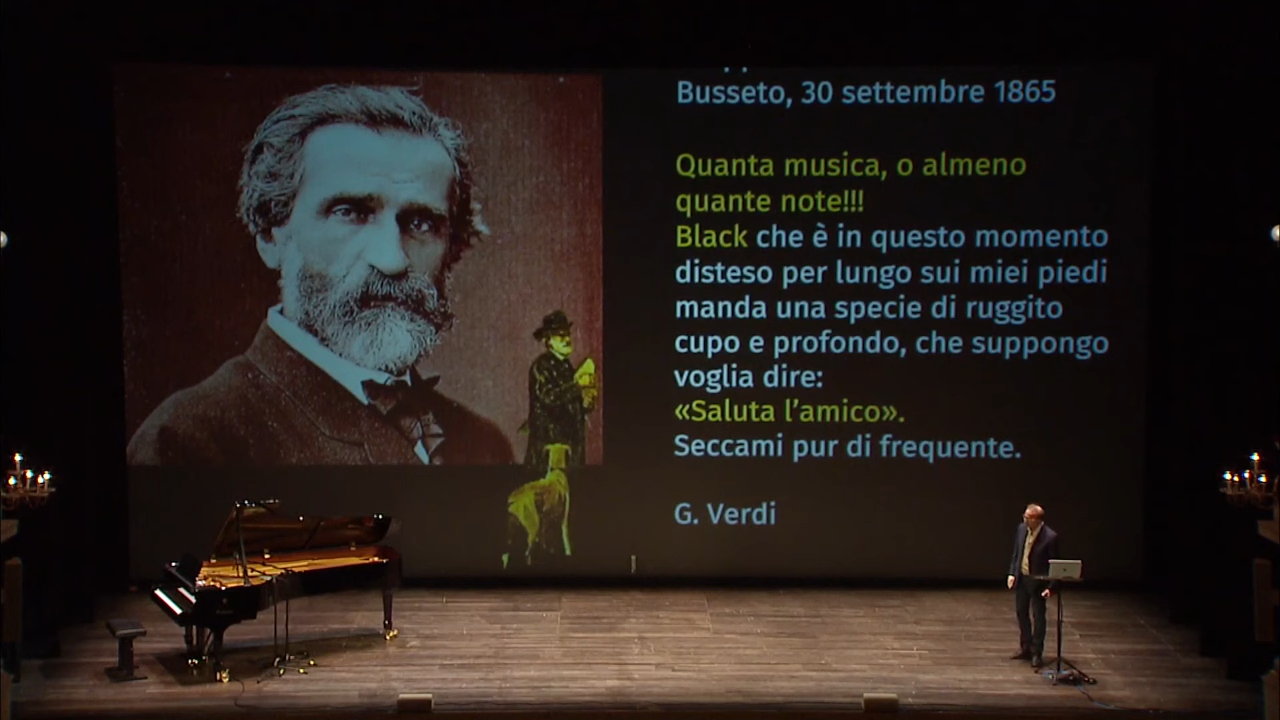 Busseto, 30 settembre 1865
Quanta musica, o almeno
quante note!!!
Black che è in questo momento
disteso per lungo sui miei piedi
manda una specie di ruggito
cupo e profondo, che suppongo
voglia dire:
«Saluta l’amico».
Seccami pur di frequente.
G. Verdi